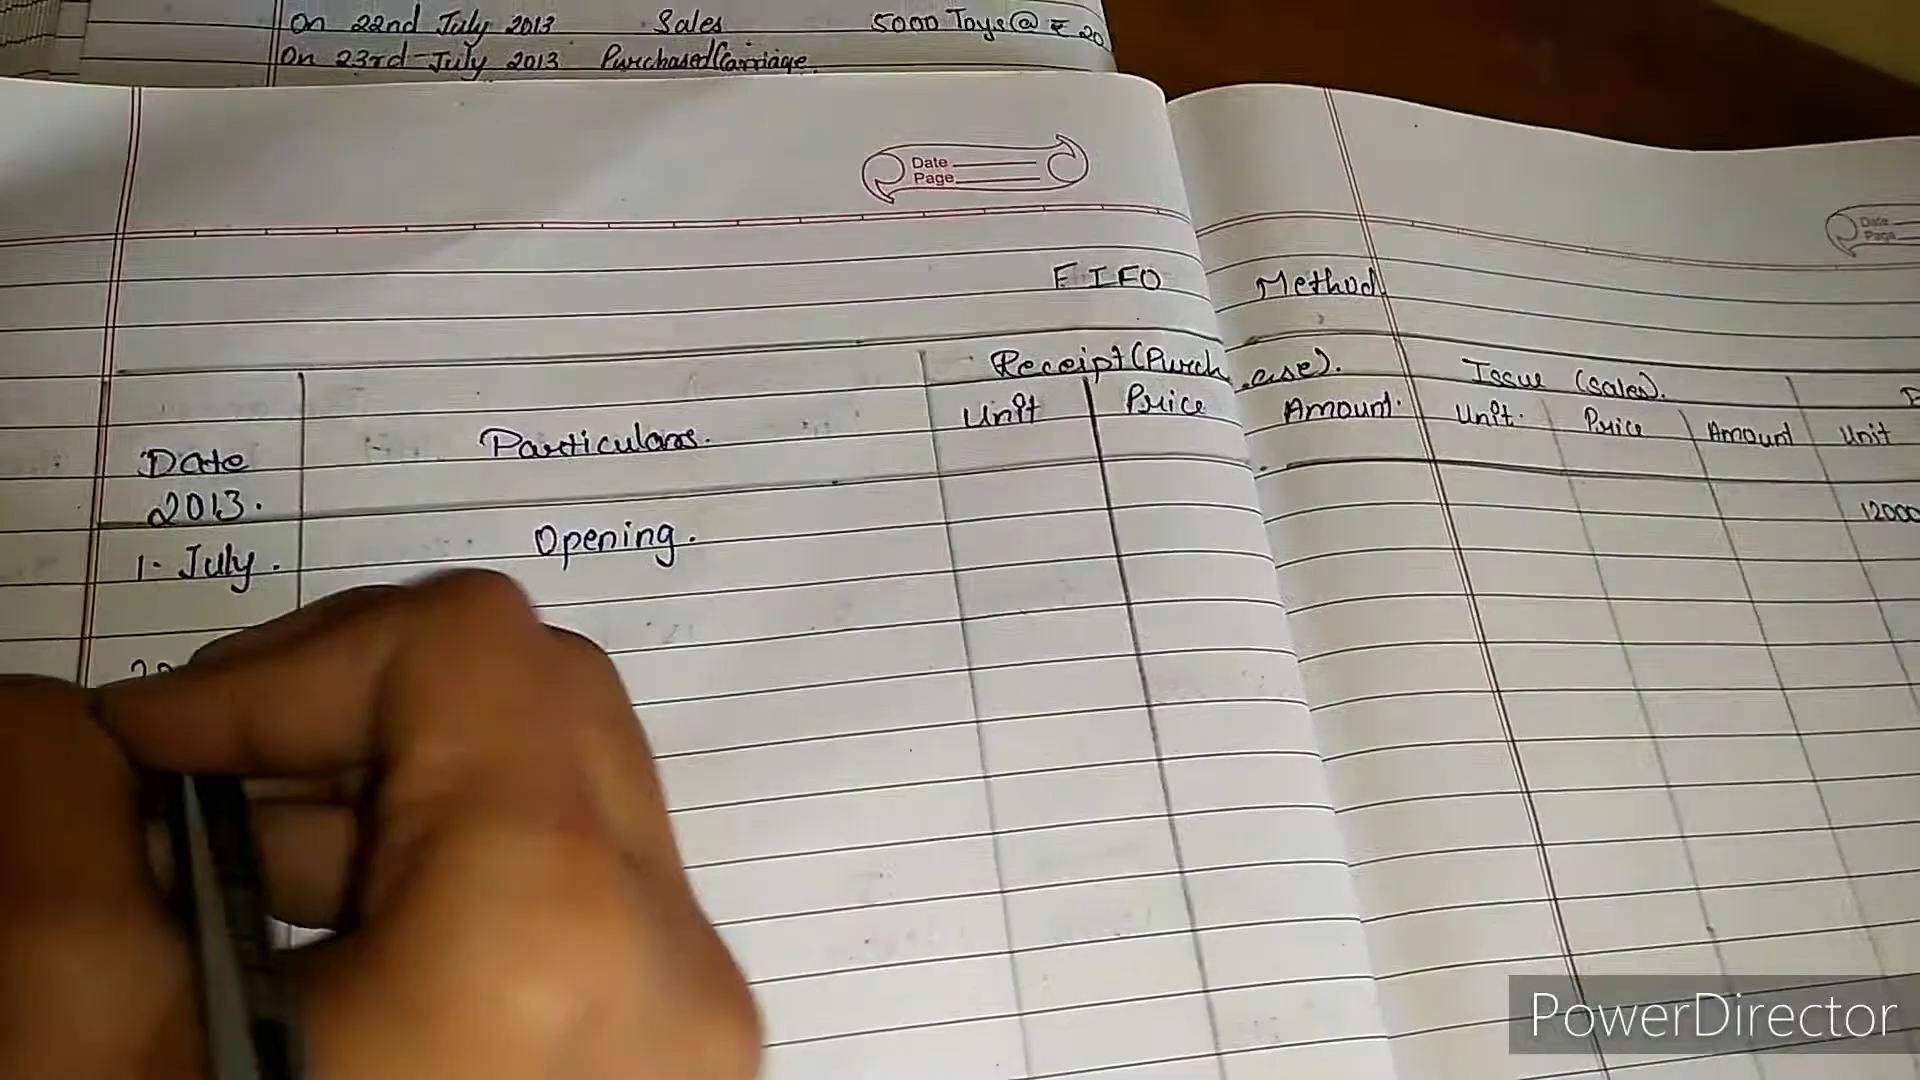 On 22nd July 2013 Sales 5000 Toys @ ₹ 20
On 23rd July 2013 Purchased Carriage
Date
Page
Date
Page
FIFO Method
Receipt (Purchase). Issue (Sales).
Date Particulars. Unit Price Amount. Unit. Price Amount Unit
2013.
12000
1. July. Opening.
PowerDirector